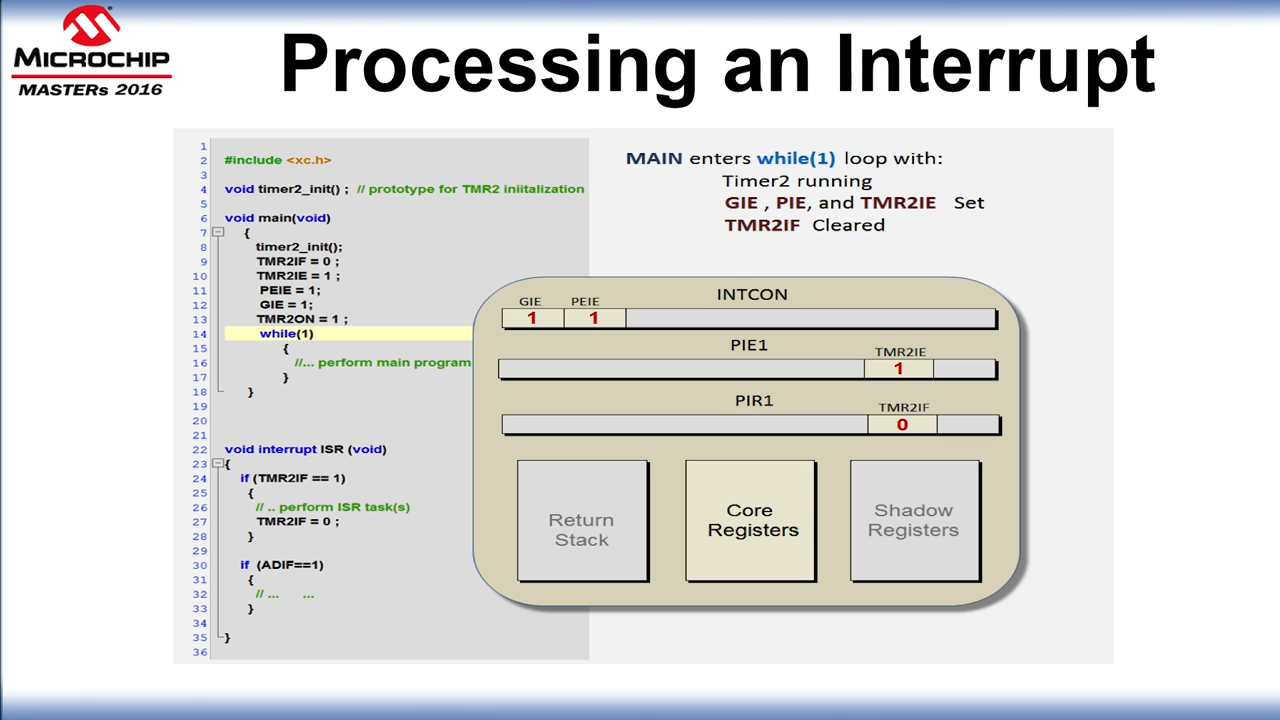 MICROCHIP
MASTERs 2016
Processing an Interrupt
1
2 #include <xc.h>
3
4 void timer2_init() ; // prototype for TMR2 iniitalization
5
6 void main(void)
7 {
8 timer2_init();
9 TMR2IF = 0 ;
10 TMR2IE = 1 ;
11 PEIE = 1;
12 GIE = 1;
13 TMR2ON = 1 ;
14 while(1)
15 {
16 //... perform main program
17 }
18 }
19
20
21
22 void interrupt ISR (void)
23 {
24 if (TMR2IF == 1)
25 {
26 // .. perform ISR task(s)
27 TMR2IF = 0 ;
28 }
29
30 if (ADIF==1)
31 {
32 // ... ...
33 }
34
35 }
36
MAIN enters while(1) loop with:
Timer2 running
GIE , PIE, and TMR2IE Set
TMR2IF Cleared
INTCON
GIE PEIE
1 1
PIE1
TMR2IE
1
PIR1
TMR2IF
0
Return
Stack
Core
Registers
Shadow
Registers